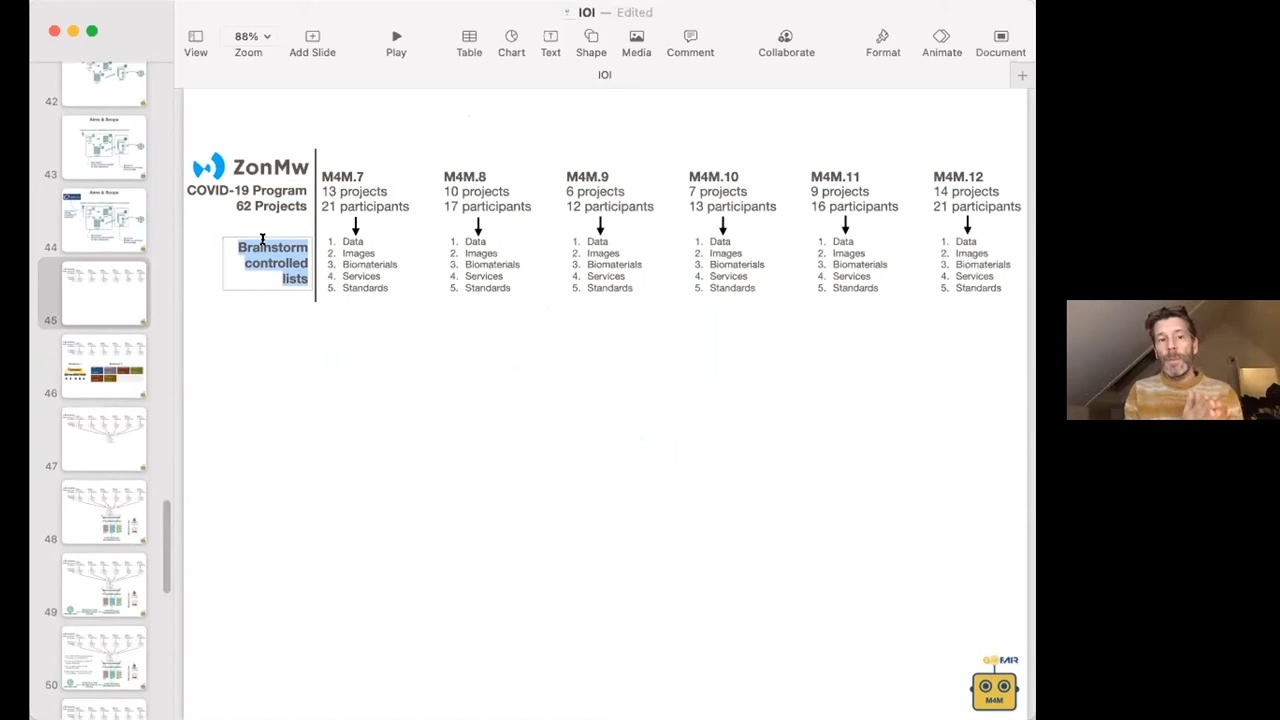 IOI — Edited
88%
View
Zoom
Add Slide
Play
Table
Chart
Text
Shape
Media
Comment
Collaborate
Format
Animate
Document
IOI
42
Aims & Scope
43
Aims & Scope
44
45
46
47
48
49
50
ZonMw
COVID-19 Program
62 Projects
Brainstorm
controlled
lists
M4M.7
13 projects
21 participants
1. Data
2. Images
3. Biomaterials
4. Services
5. Standards
M4M.8
10 projects
17 participants
1. Data
2. Images
3. Biomaterials
4. Services
5. Standards
M4M.9
6 projects
12 participants
1. Data
2. Images
3. Biomaterials
4. Services
5. Standards
M4M.10
7 projects
13 participants
1. Data
2. Images
3. Biomaterials
4. Services
5. Standards
M4M.11
9 projects
16 participants
1. Data
2. Images
3. Biomaterials
4. Services
5. Standards
M4M.12
14 projects
21 participants
1. Data
2. Images
3. Biomaterials
4. Services
5. Standards
GO FAIR
M4M